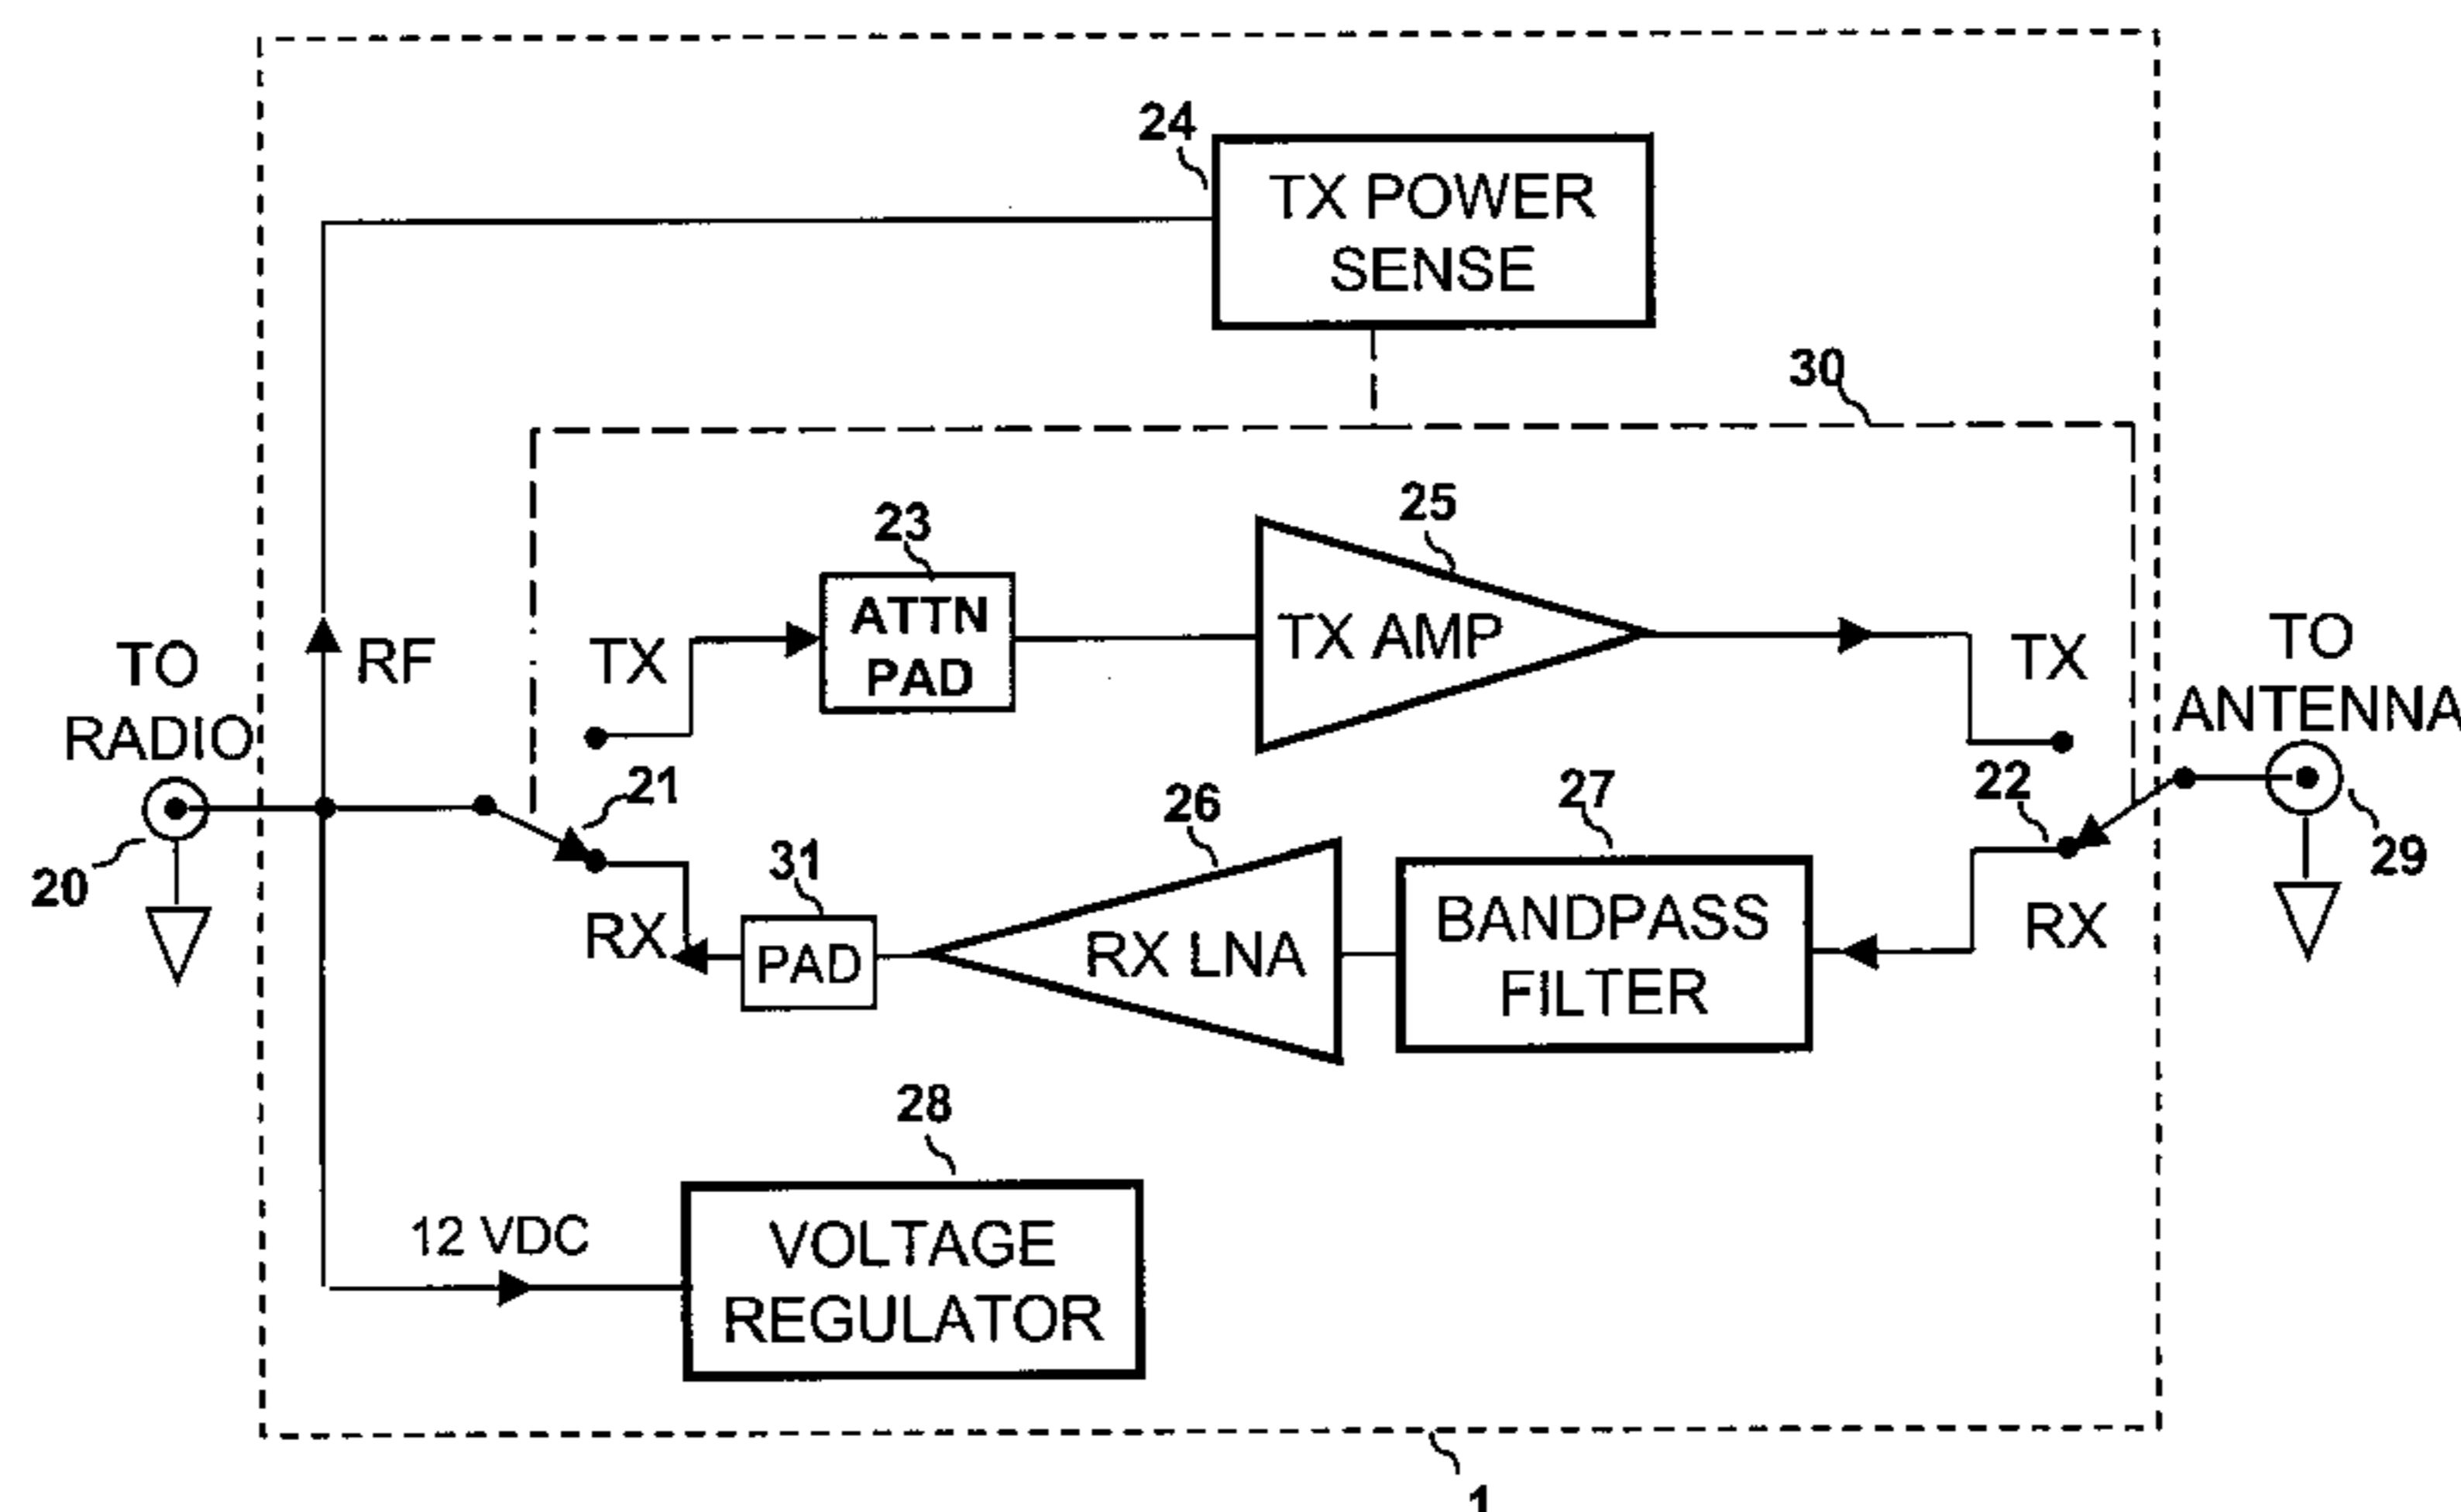 24
TX POWER
SENSE
30
25
23
ATTN
PAD
TX AMP
TX
TX
RF
TO
RADIO
TO
ANTENNA
21
20
22
29
27
26
31
RX
PAD
RX LNA
BANDPASS
FILTER
RX
28
12 VDC
VOLTAGE
REGULATOR
1